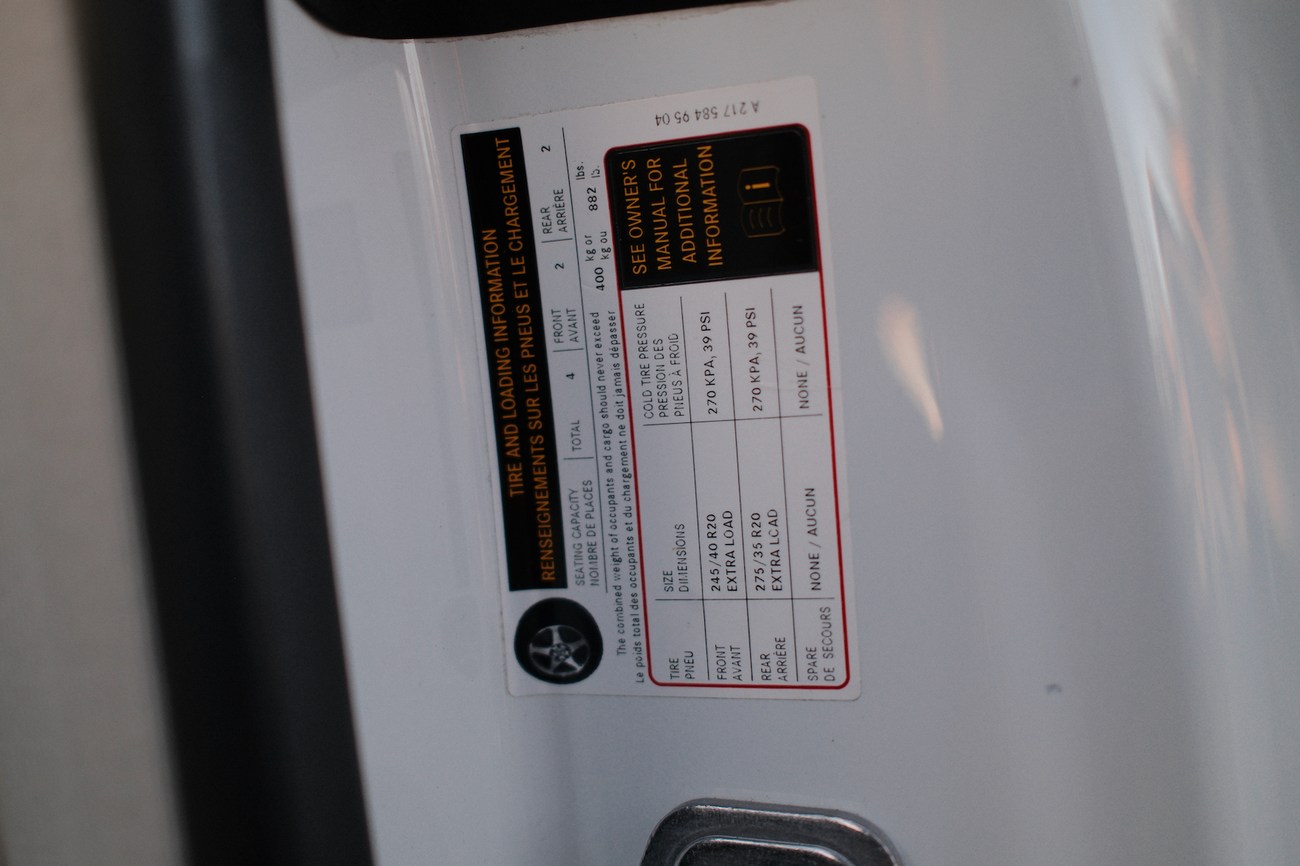 TIRE AND LOADING INFORMATION
RENSEIGNEMENTS SUR LES PNEUS ET LE CHARGEMENT
SEATING CAPACITY TOTAL 4 FRONT 2 REAR 2
NOMBRE DE PLACES AVANT ARRIÈRE
The combined weight of occupants and cargo should never exceed 400 kg or 882 lbs.
Le poids total des occupants et du chargement ne doit jamais dépasser kg ou lb.
TIRE SIZE COLD TIRE PRESSURE
PNEU DIMENSIONS PRESSION DES
PNEUS À FROID
FRONT 245/40 R20 270 KPA, 39 PSI
AVANT EXTRA LOAD
REAR 275/35 R20 270 KPA, 39 PSI
ARRIÈRE EXTRA LOAD
SPARE NONE / AUCUN NONE / AUCUN
DE SECOURS
SEE OWNER'S
MANUAL FOR
ADDITIONAL
INFORMATION
i
A 217 584 95 04